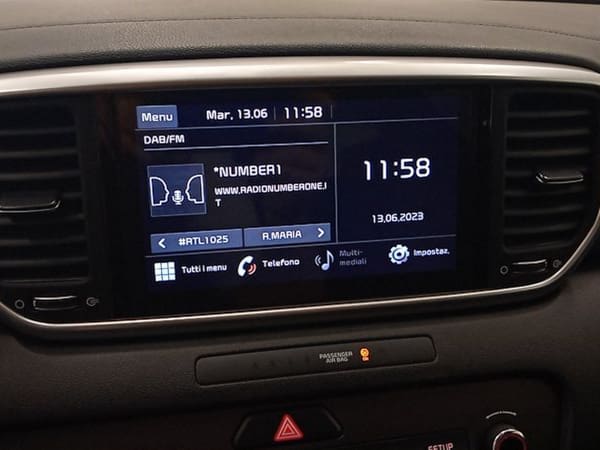 Menu
Mar, 13.06
11:58
DAB/FM
*NUMBER1
WWW.RADIONUMBERONE.I
T
11:58
13.06.2023
< #RTL1025
R.MARIA >
Tutti i menu
Telefono
Multi-
mediali
Impostaz.
PASSENGER
AIR BAG
SETUP